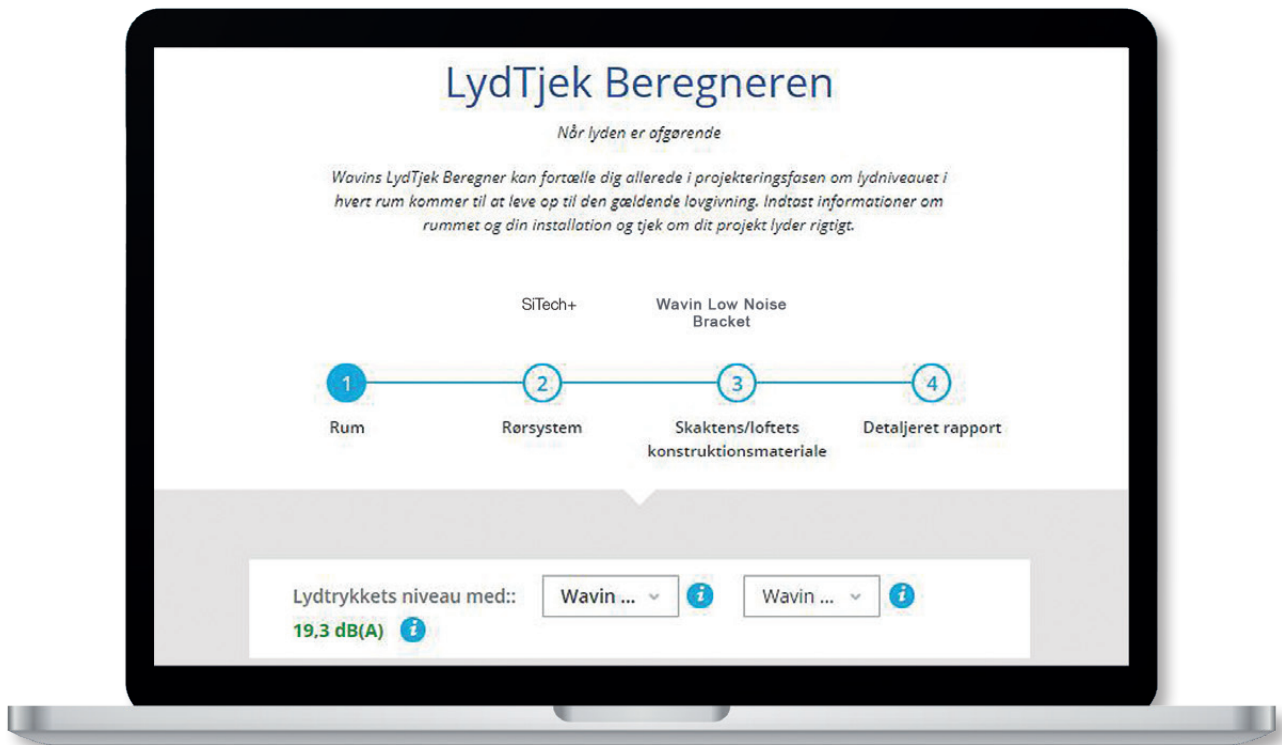 LydTjek Beregneren
Når lyden er afgørende
Wavins LydTjek Beregner kan fortælle dig allerede i projekteringsfasen om lydniveauet i
hvert rum kommer til at leve op til den gældende lovgivning. Indtast informationer om
rummet og din installation og tjek om dit projekt lyder rigtigt.
SiTech+
Wavin Low Noise
Bracket
1
2
3
4
Rum
Rørsystem
Skaktens/loftets
konstruktionsmateriale
Detaljeret rapport
Lydtrykkets niveau med::
Wavin ...
i
Wavin ...
i
19,3 dB(A)
i